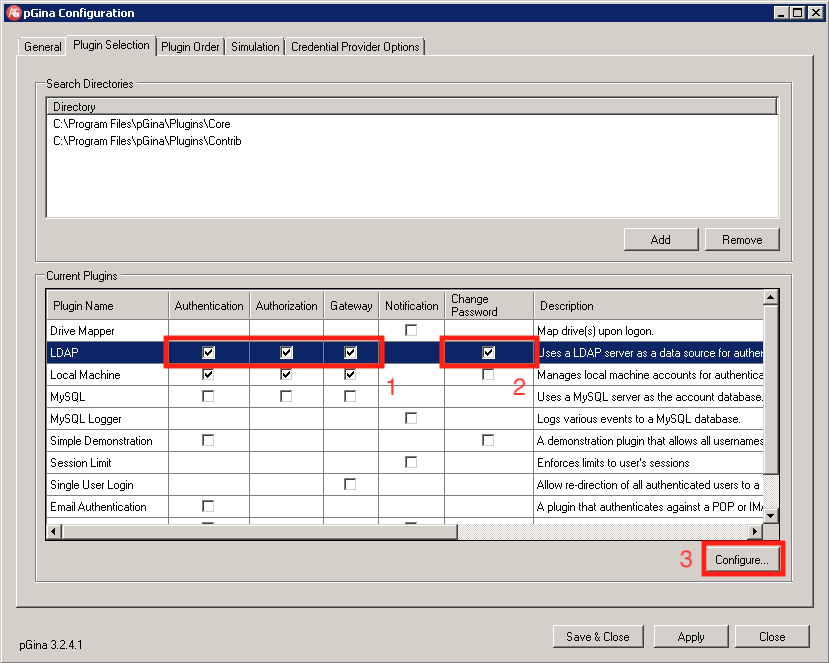 pGina Configuration
General Plugin Selection Plugin Order Simulation Credential Provider Options
Search Directories
Directory
C:\Program Files\pGina\Plugins\Core
C:\Program Files\pGina\Plugins\Contrib
Add Remove
Current Plugins
Plugin Name Authentication Authorization Gateway Notification Change Password Description
Drive Mapper Map drive(s) upon logon.
LDAP Uses a LDAP server as a data source for authen
Local Machine Manages local machine accounts for authentica
1 2
MySQL Uses a MySQL server as the account database.
MySQL Logger Logs various events to a MySQL database.
Simple Demonstration A demonstration plugin that allows all usernames
Session Limit Enforces limits to user's sessions
Single User Login Allow re-direction of all authenticated users to a
Email Authentication A plugin that authenticates against a POP or IMA
3 Configure...
Save & Close Apply Close
pGina 3.2.4.1